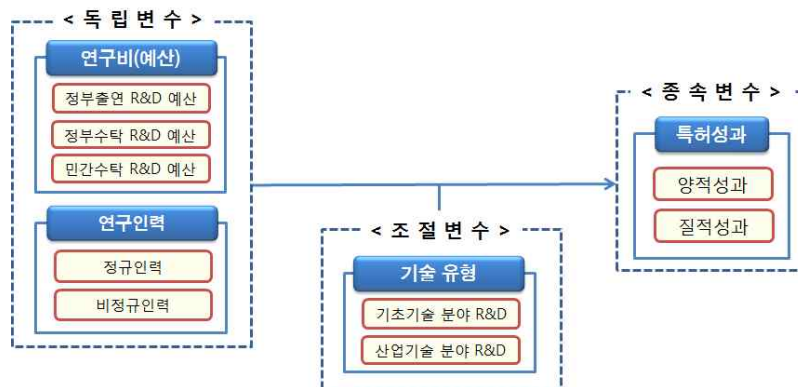 < 독 립 변 수 >
연구비(예산)
정부출연 R&D 예산
정부수탁 R&D 예산
민간수탁 R&D 예산
연구인력
정규인력
비정규인력
< 조 절 변 수 >
기술 유형
기초기술 분야 R&D
산업기술 분야 R&D
< 종 속 변 수 >
특허성과
양적성과
질적성과